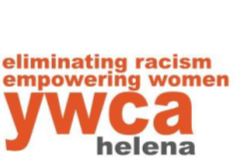 eliminating racism
empowering women
ywca
helena